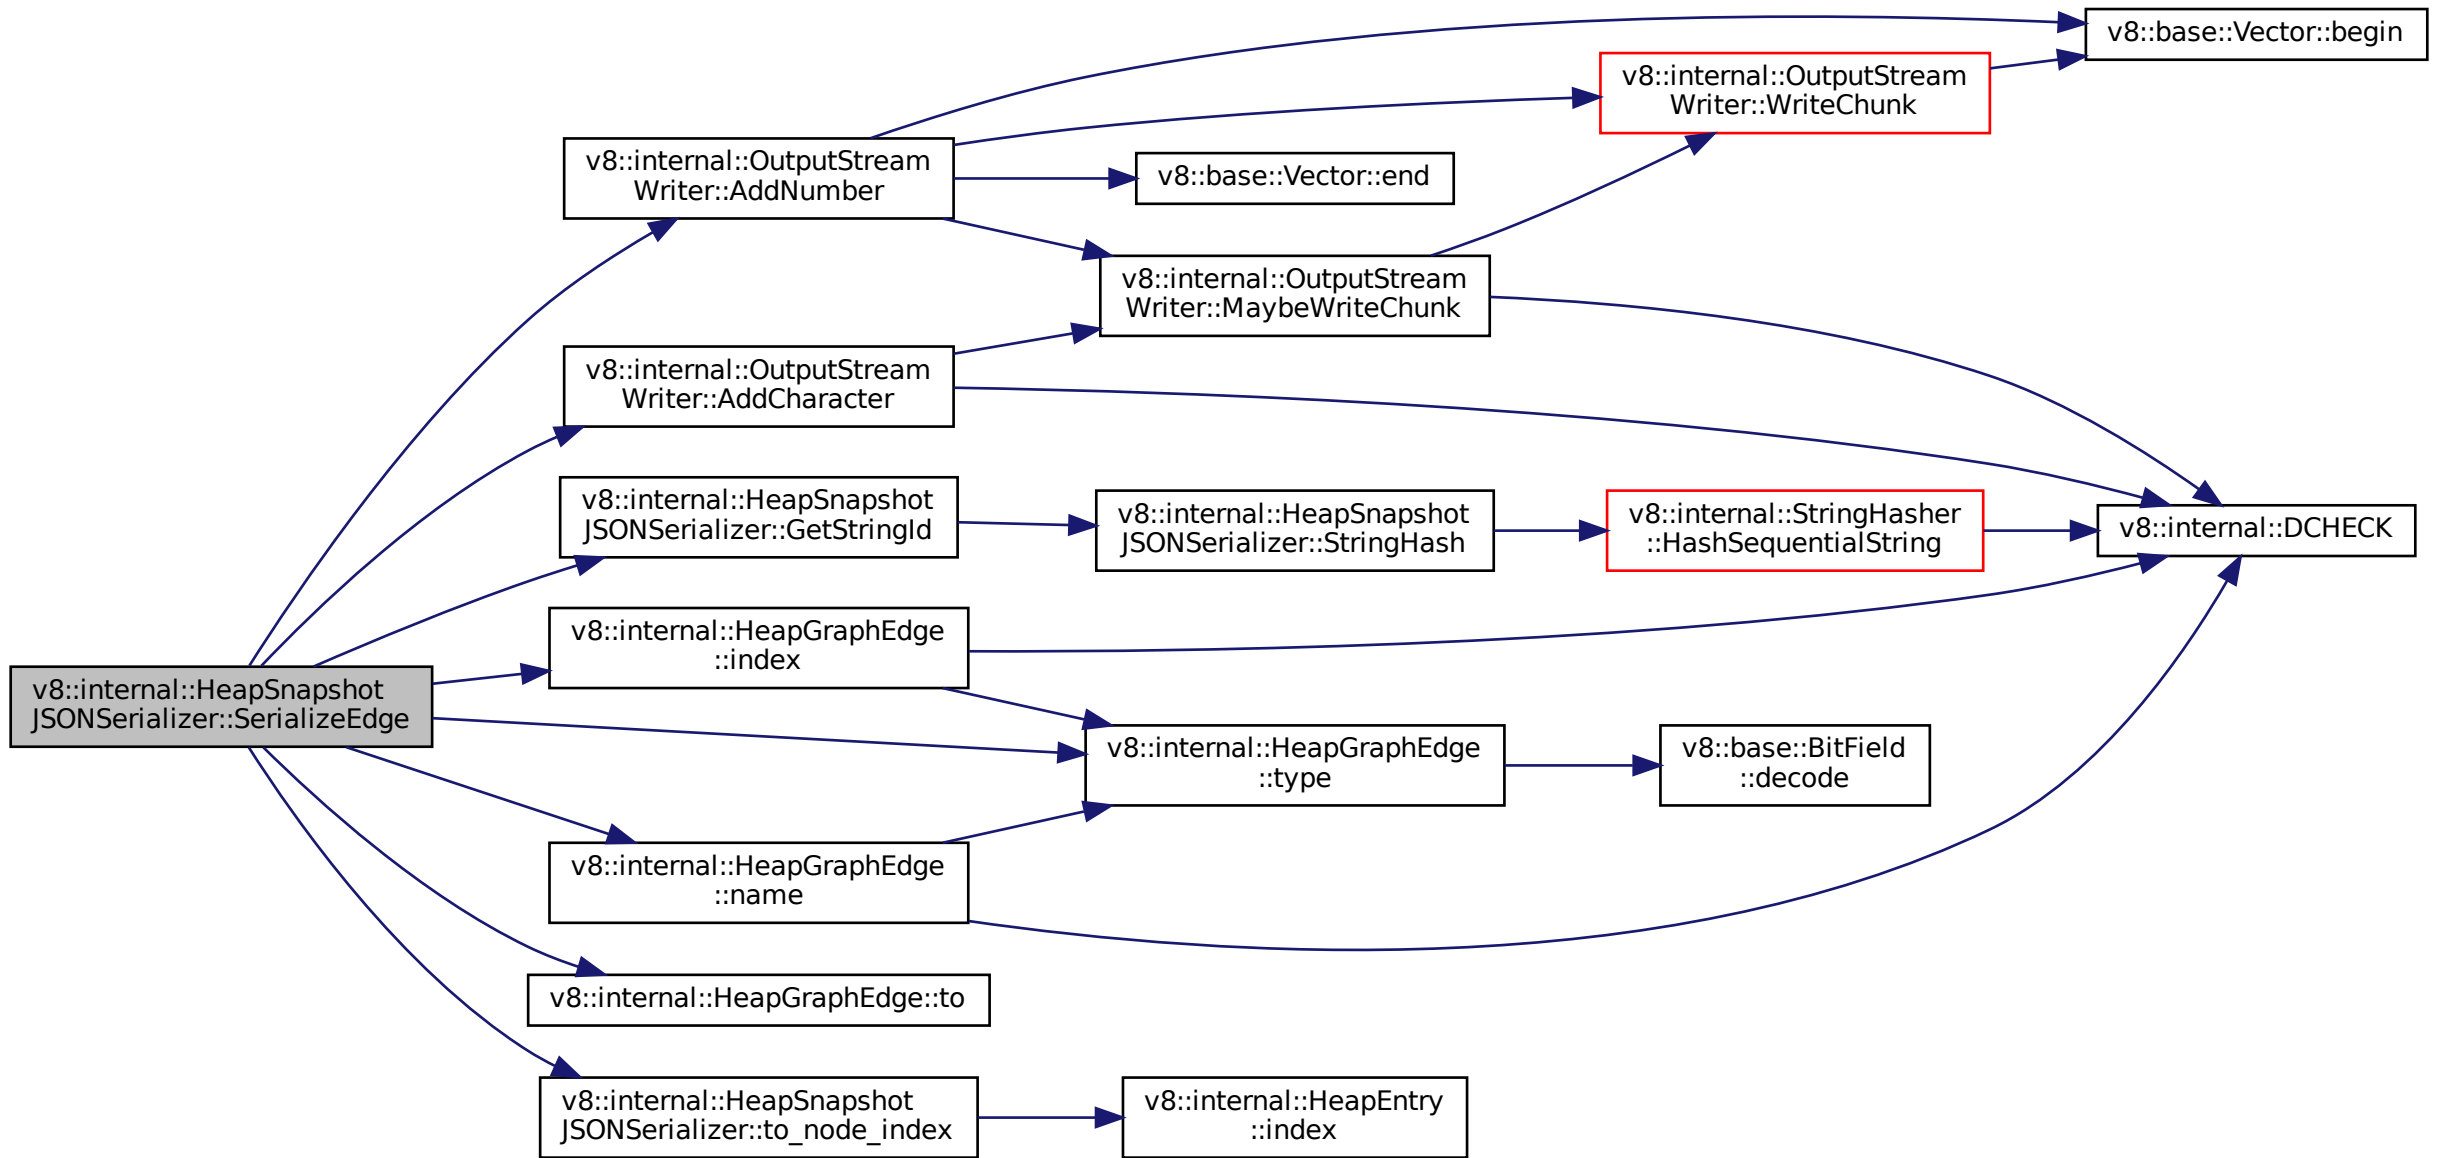 v8::base::Vector::begin
v8::internal::OutputStream
Writer::WriteChunk
v8::internal::OutputStream
Writer::AddNumber
v8::base::Vector::end
v8::internal::OutputStream
Writer::MaybeWriteChunk
v8::internal::OutputStream
Writer::AddCharacter
v8::internal::HeapSnapshot
JSONSerializer::GetStringId
v8::internal::HeapSnapshot
JSONSerializer::StringHash
v8::internal::StringHasher
::HashSequentialString
v8::internal::DCHECK
v8::internal::HeapGraphEdge
::index
v8::internal::HeapSnapshot
JSONSerializer::SerializeEdge
v8::internal::HeapGraphEdge
::type
v8::base::BitField
::decode
v8::internal::HeapGraphEdge
::name
v8::internal::HeapGraphEdge::to
v8::internal::HeapSnapshot
JSONSerializer::to_node_index
v8::internal::HeapEntry
::index